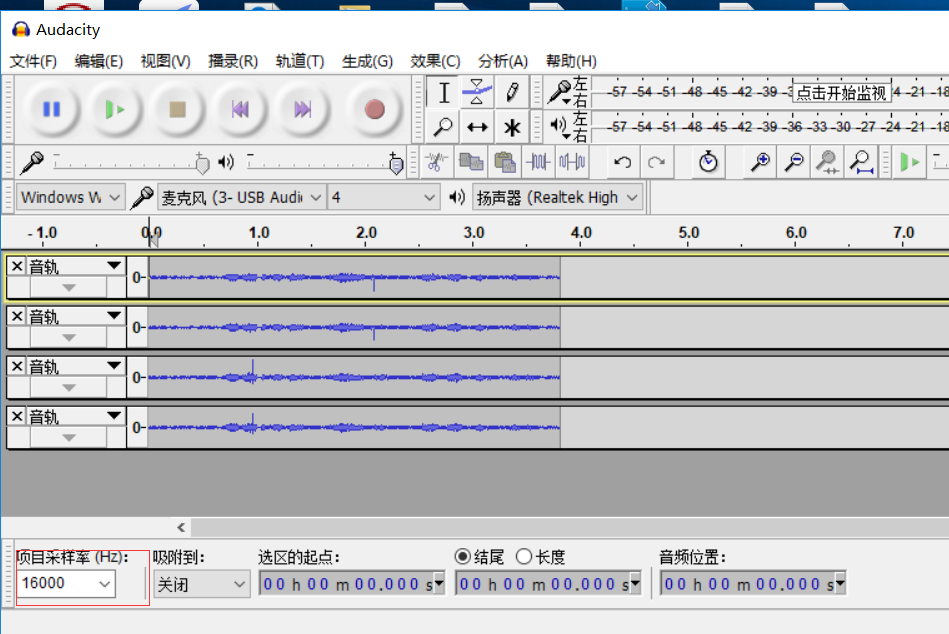 Audacity
文件(F) 编辑(E) 视图(V) 播录(R) 轨道(T) 生成(G) 效果(C) 分析(A) 帮助(H)
左 -57 -54 -51 -48 -45 -42 -39 点击开始监视 -21 -18
右
左 -57 -54 -51 -48 -45 -42 -39 -36 -33 -30 -27 -24 -21 -18
右
Windows W 麦克风 (3- USB Audi 4 扬声器 (Realtek High
-1.0 0.0 1.0 2.0 3.0 4.0 5.0 6.0 7.0
音轨 0-
音轨 0-
音轨 0-
音轨 0-
项目采样率 (Hz): 吸附到: 选区的起点: 结尾 长度 音频位置:
16000 关闭 00 h 00 m 00.000 s 00 h 00 m 00.000 s 00 h 00 m 00.000 s